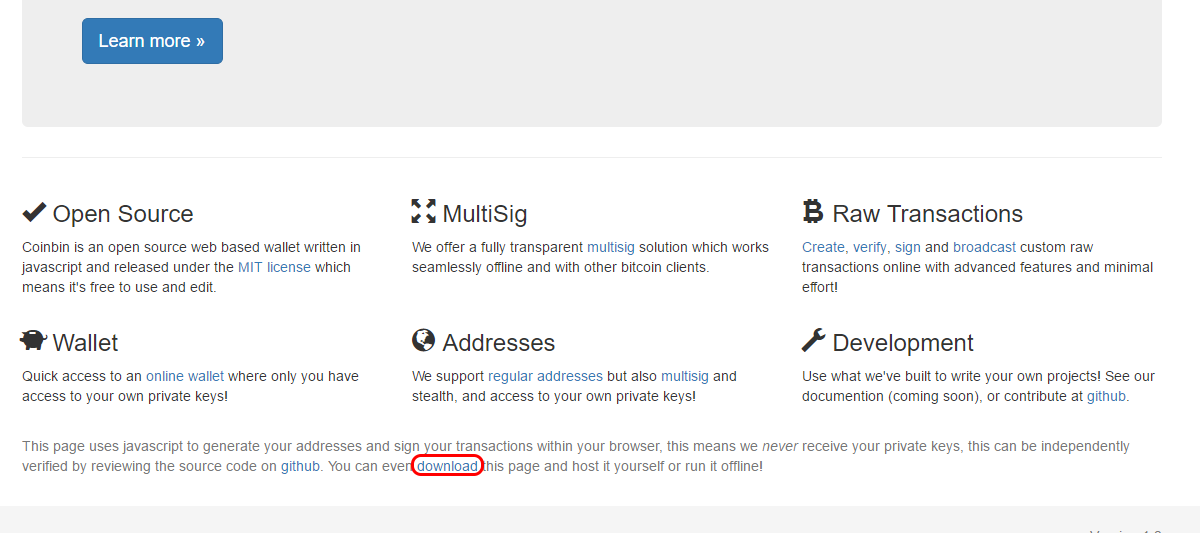 Learn more »
Open Source
Coinbin is an open source web based wallet written in
javascript and released under the MIT license which
means it's free to use and edit.
MultiSig
We offer a fully transparent multisig solution which works
seamlessly offline and with other bitcoin clients.
Raw Transactions
Create, verify, sign and broadcast custom raw
transactions online with advanced features and minimal
effort!
Wallet
Quick access to an online wallet where only you have
access to your own private keys!
Addresses
We support regular addresses but also multisig and
stealth, and access to your own private keys!
Development
Use what we've built to write your own projects! See our
documention (coming soon), or contribute at github.
This page uses javascript to generate your addresses and sign your transactions within your browser, this means we never receive your private keys, this can be independently
verified by reviewing the source code on github. You can even download this page and host it yourself or run it offline!